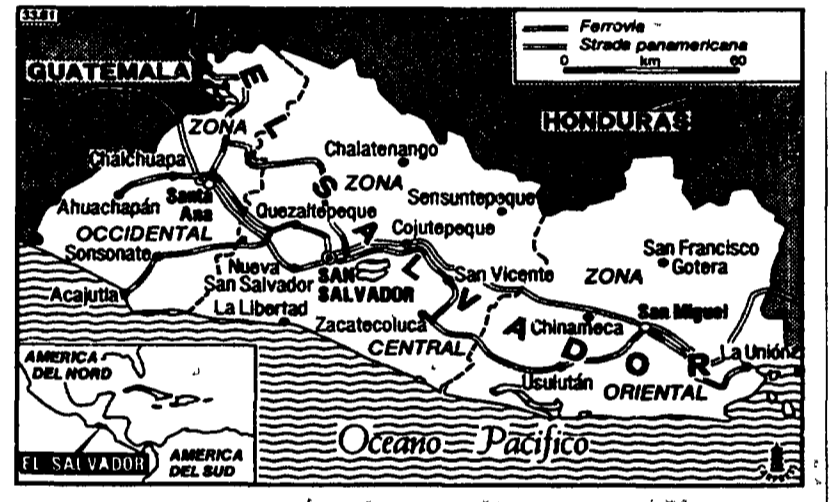 Ferrovie
Strada panamericana
0 km 60
GUATEMALA
HONDURAS
EL SALVADOR
ZONA
OCCIDENTAL
ZONA
CENTRAL
ZONA
ORIENTAL
Chalchuapa
Santa
Ana
Ahuachapán
Sonsonate
Acajutla
Chalatenango
Quezaltepeque
Sensuntepeque
Cojutepeque
Nueva
San Salvador
SAN
SALVADOR
La Libertad
San Vicente
Zacatecoluca
San Francisco
Gotera
Chinameca
San Miguel
Usulután
La Unión
Oceano Pacifico
AMERICA
DEL NORD
EL SALVADOR
AMERICA
DEL SUD